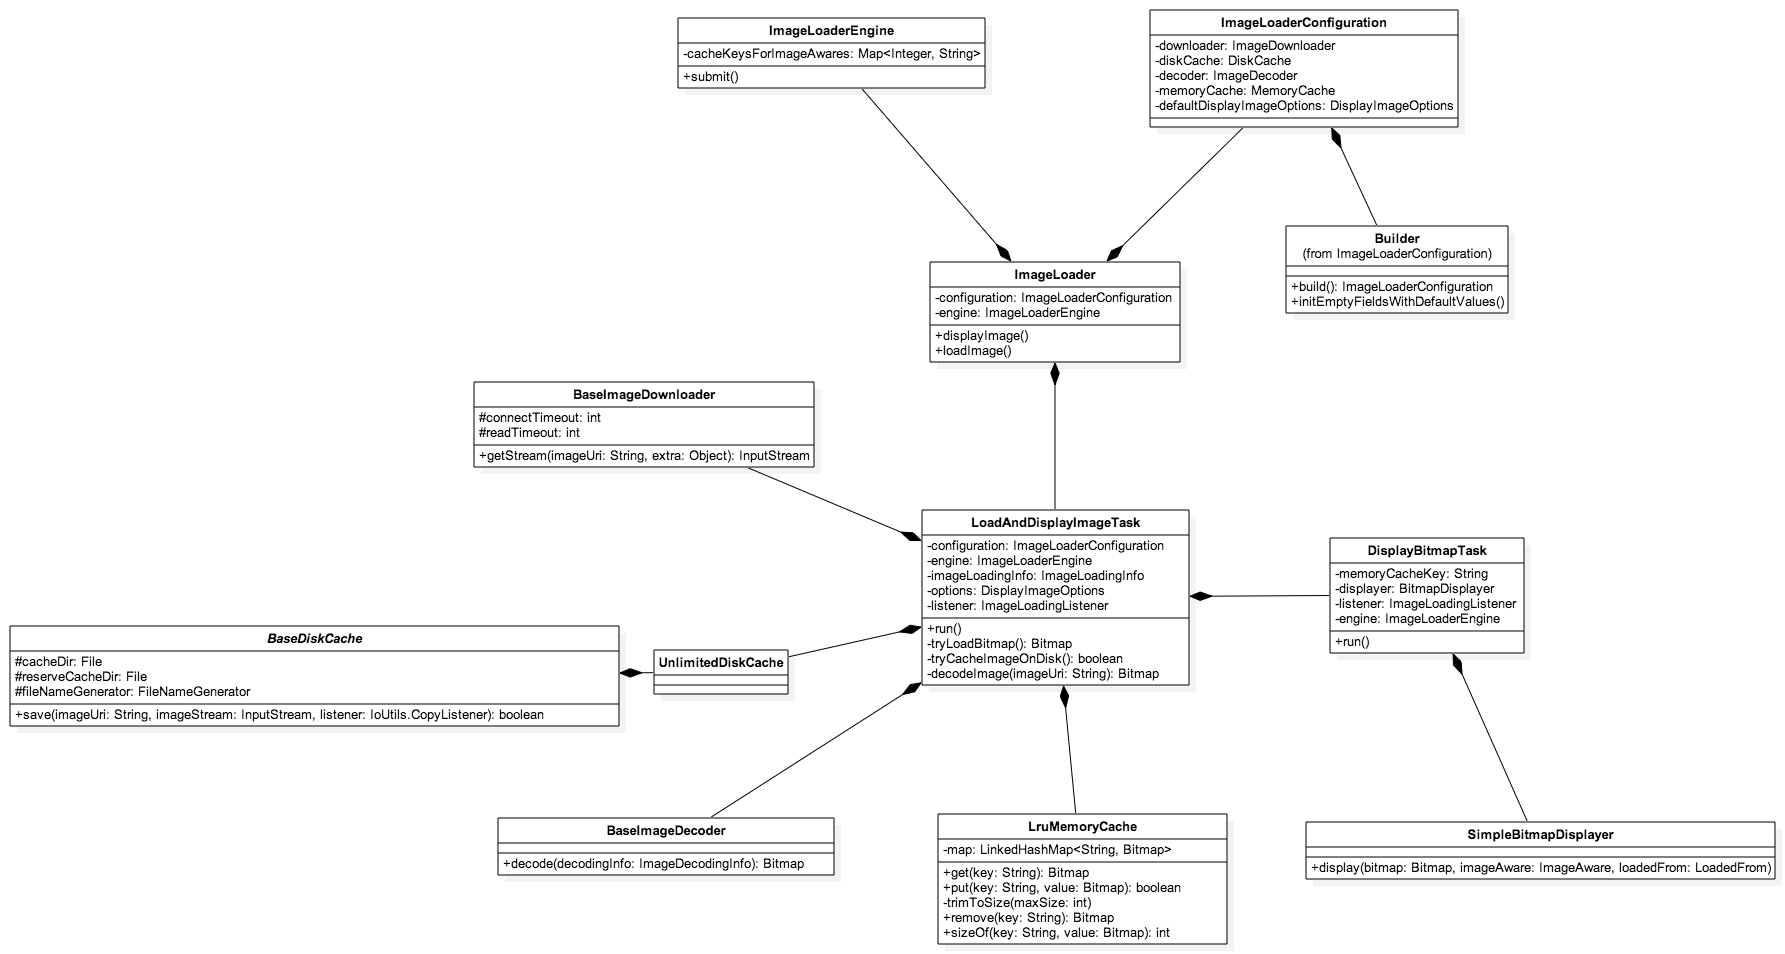 ImageLoaderEngine
-cacheKeysForImageAwares: Map<Integer, String>
+submit()
ImageLoaderConfiguration
-downloader: ImageDownloader
-diskCache: DiskCache
-decoder: ImageDecoder
-memoryCache: MemoryCache
-defaultDisplayImageOptions: DisplayImageOptions
Builder
(from ImageLoaderConfiguration)
+build(): ImageLoaderConfiguration
+initEmptyFieldsWithDefaultValues()
ImageLoader
-configuration: ImageLoaderConfiguration
-engine: ImageLoaderEngine
+displayImage()
+loadImage()
BaseImageDownloader
#connectTimeout: int
#readTimeout: int
+getStream(imageUri: String, extra: Object): InputStream
LoadAndDisplayImageTask
-configuration: ImageLoaderConfiguration
-engine: ImageLoaderEngine
-imageLoadingInfo: ImageLoadingInfo
-options: DisplayImageOptions
-listener: ImageLoadingListener
+run()
-tryLoadBitmap(): Bitmap
-tryCacheImageOnDisk(): boolean
-decodeImage(imageUri: String): Bitmap
DisplayBitmapTask
-memoryCacheKey: String
-displayer: BitmapDisplayer
-listener: ImageLoadingListener
-engine: ImageLoaderEngine
+run()
BaseDiskCache
#cacheDir: File
#reserveCacheDir: File
#fileNameGenerator: FileNameGenerator
+save(imageUri: String, imageStream: InputStream, listener: IoUtils.CopyListener): boolean
UnlimitedDiskCache
BaseImageDecoder
+decode(decodingInfo: ImageDecodingInfo): Bitmap
LruMemoryCache
-map: LinkedHashMap<String, Bitmap>
+get(key: String): Bitmap
+put(key: String, value: Bitmap): boolean
-trimToSize(maxSize: int)
+remove(key: String): Bitmap
+sizeOf(key: String, value: Bitmap): int
SimpleBitmapDisplayer
+display(bitmap: Bitmap, imageAware: ImageAware, loadedFrom: LoadedFrom)